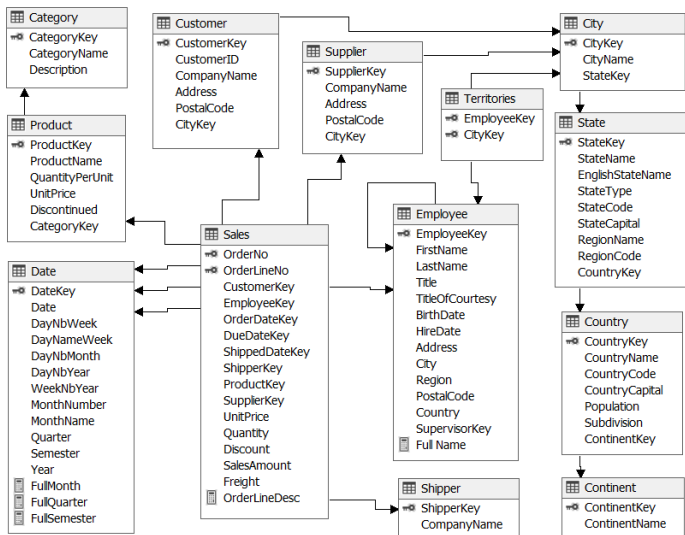 Category
CategoryKey
CategoryName
Description
Customer
CustomerKey
CustomerID
CompanyName
Address
PostalCode
CityKey
Supplier
SupplierKey
CompanyName
Address
PostalCode
CityKey
City
CityKey
CityName
StateKey
Territories
EmployeeKey
CityKey
Product
ProductKey
ProductName
QuantityPerUnit
UnitPrice
Discontinued
CategoryKey
State
StateKey
StateName
EnglishStateName
StateType
StateCode
StateCapital
RegionName
RegionCode
CountryKey
Sales
OrderNo
OrderLineNo
CustomerKey
EmployeeKey
OrderDateKey
DueDateKey
ShippedDateKey
ShipperKey
ProductKey
SupplierKey
UnitPrice
Quantity
Discount
SalesAmount
Freight
OrderLineDesc
Employee
EmployeeKey
FirstName
LastName
Title
TitleOfCourtesy
BirthDate
HireDate
Address
City
Region
PostalCode
Country
SupervisorKey
Full Name
Date
DateKey
Date
DayNbWeek
DayNameWeek
DayNbMonth
DayNbYear
WeekNbYear
MonthNumber
MonthName
Quarter
Semester
Year
FullMonth
FullQuarter
FullSemester
Country
CountryKey
CountryName
CountryCode
CountryCapital
Population
Subdivision
ContinentKey
Shipper
ShipperKey
CompanyName
Continent
ContinentKey
ContinentName